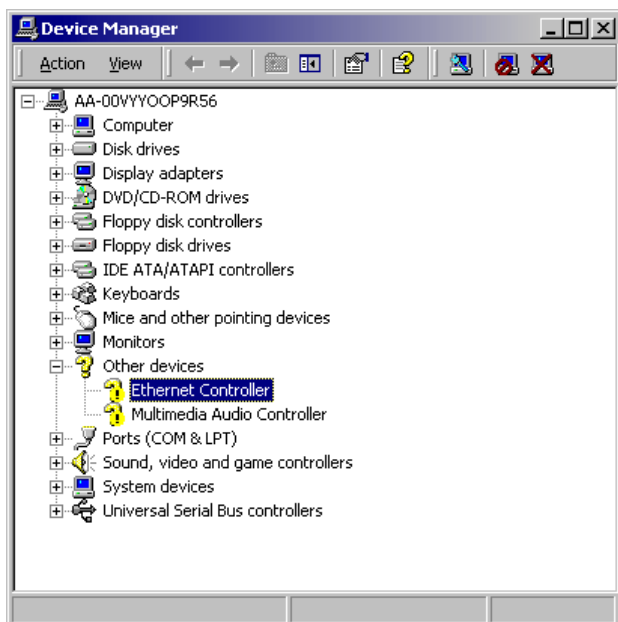 Device Manager
Action View
AA-00VYYOOP9R56
Computer
Disk drives
Display adapters
DVD/CD-ROM drives
Floppy disk controllers
Floppy disk drives
IDE ATA/ATAPI controllers
Keyboards
Mice and other pointing devices
Monitors
Other devices
Ethernet Controller
Multimedia Audio Controller
Ports (COM & LPT)
Sound, video and game controllers
System devices
Universal Serial Bus controllers